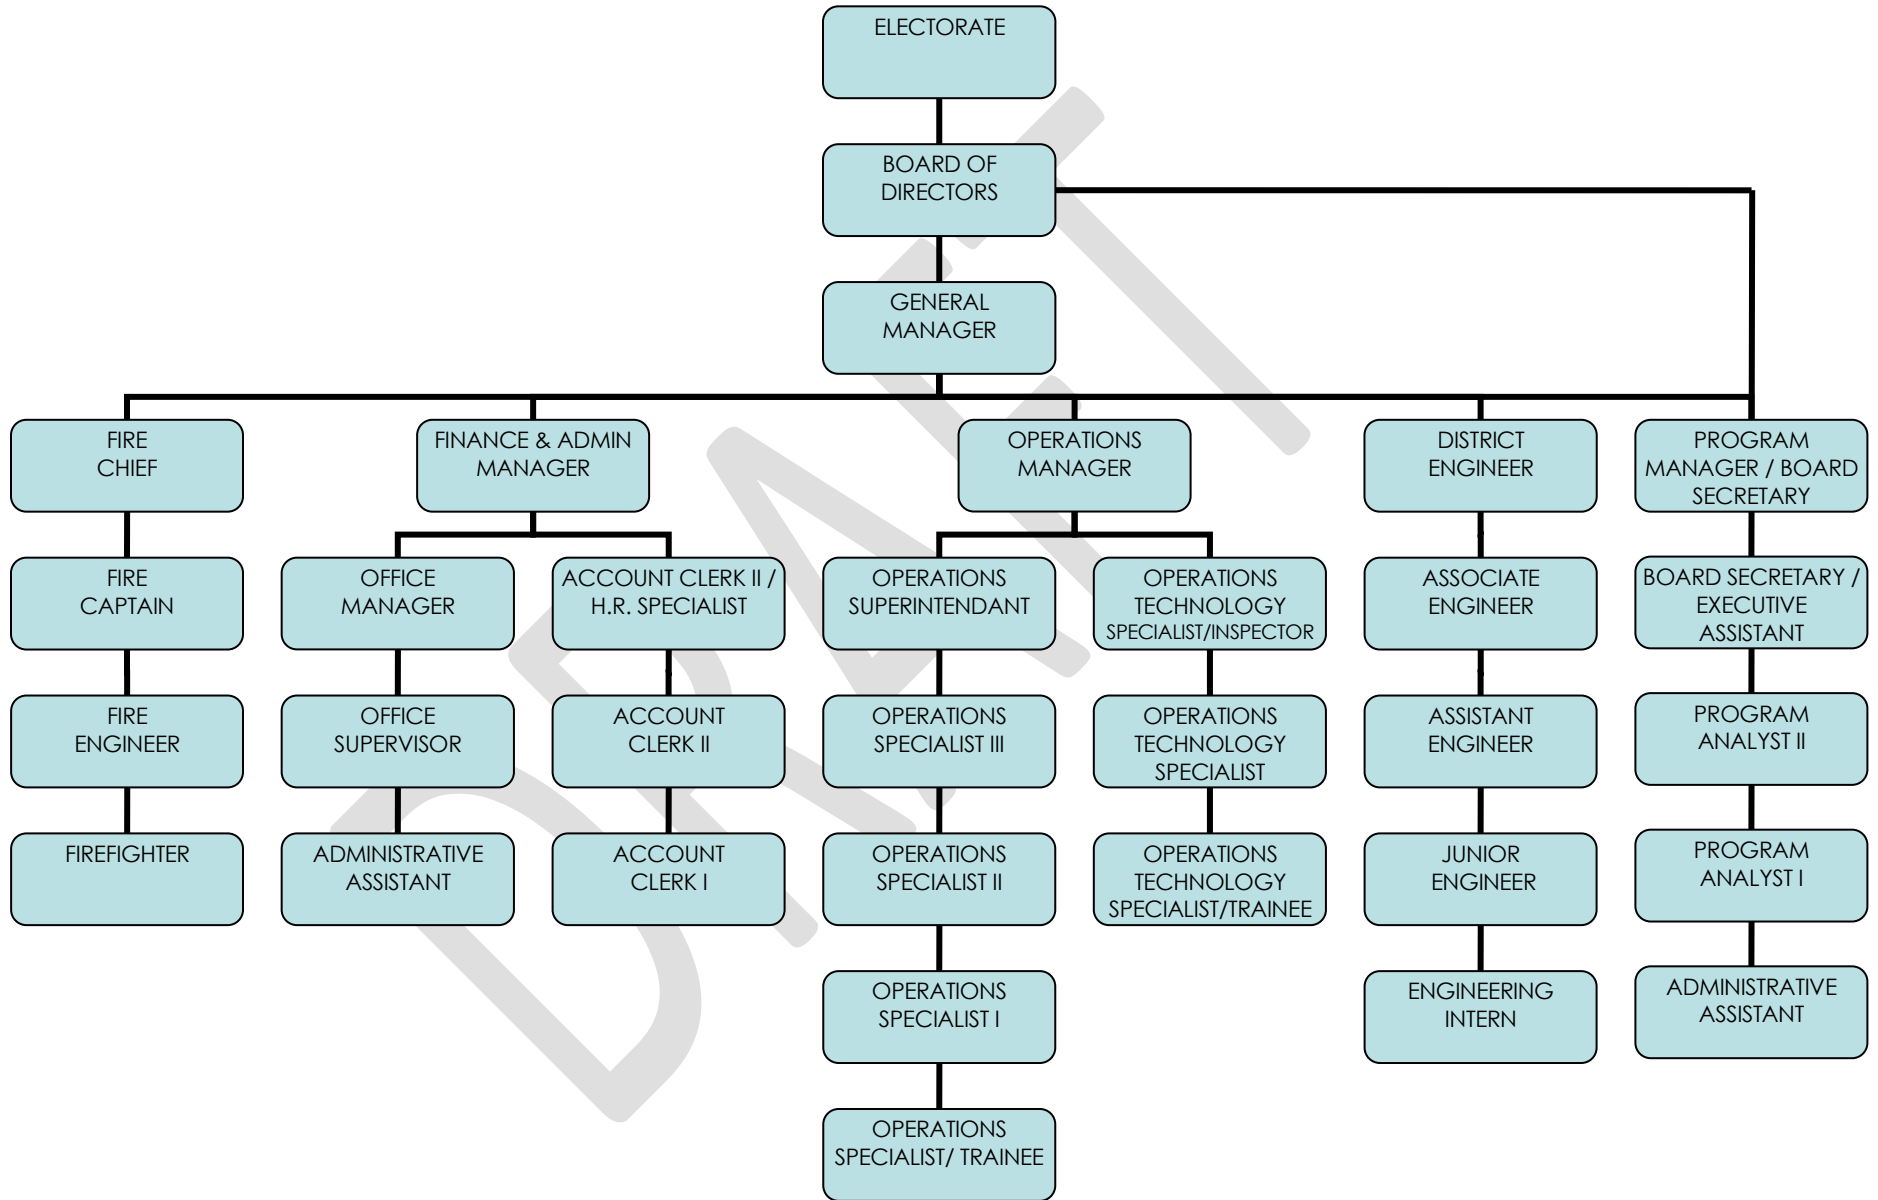 ELECTORATE
BOARD OF
DIRECTORS
GENERAL
MANAGER
FIRE
CHIEF
FINANCE & ADMIN
MANAGER
OPERATIONS
MANAGER
DISTRICT
ENGINEER
PROGRAM
MANAGER / BOARD
SECRETARY
FIRE
CAPTAIN
OFFICE
MANAGER
ACCOUNT CLERK II /
H.R. SPECIALIST
OPERATIONS
SUPERINTENDANT
OPERATIONS
TECHNOLOGY
SPECIALIST/INSPECTOR
ASSOCIATE
ENGINEER
BOARD SECRETARY /
EXECUTIVE
ASSISTANT
FIRE
ENGINEER
OFFICE
SUPERVISOR
ACCOUNT
CLERK II
OPERATIONS
SPECIALIST III
OPERATIONS
TECHNOLOGY
SPECIALIST
ASSISTANT
ENGINEER
PROGRAM
ANALYST II
FIREFIGHTER
ADMINISTRATIVE
ASSISTANT
ACCOUNT
CLERK I
OPERATIONS
SPECIALIST II
OPERATIONS
TECHNOLOGY
SPECIALIST/TRAINEE
JUNIOR
ENGINEER
PROGRAM
ANALYST I
OPERATIONS
SPECIALIST I
ENGINEERING
INTERN
ADMINISTRATIVE
ASSISTANT
OPERATIONS
SPECIALIST/ TRAINEE
DRAFT